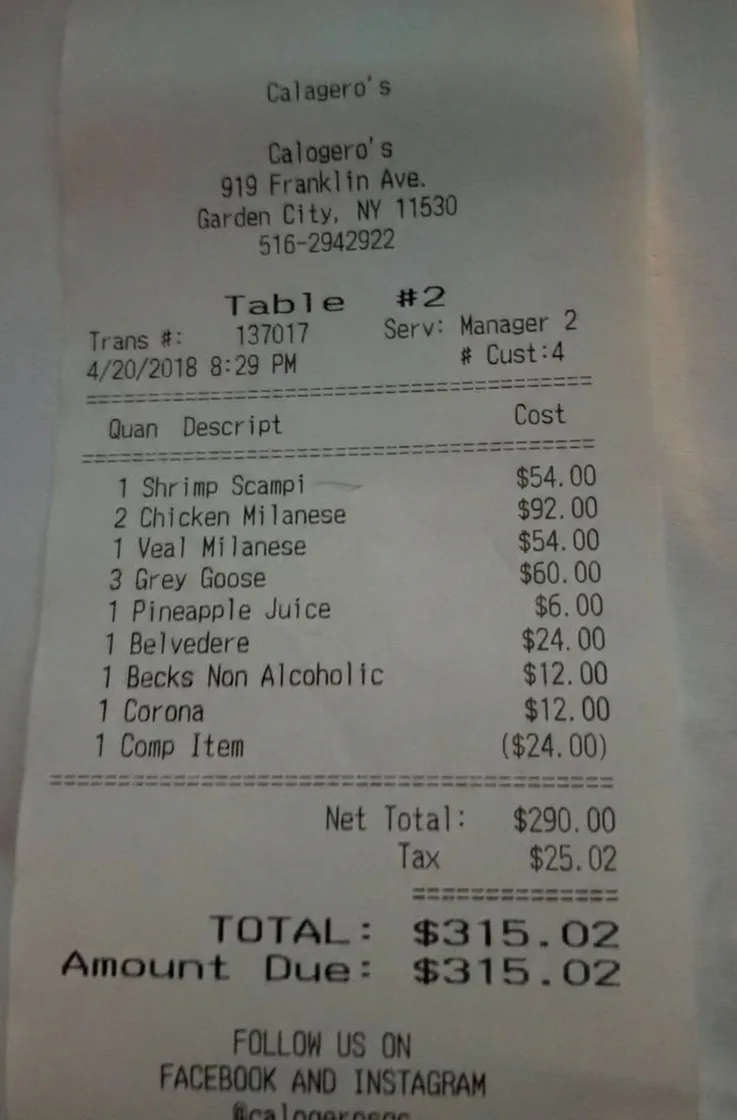 Calagero's
Calogero's
919 Franklin Ave.
Garden City, NY 11530
516-2942922
Table #2
Trans #: 137017 Serv: Manager 2
4/20/2018 8:29 PM # Cust:4
Quan Descript Cost
1 Shrimp Scampi $54.00
2 Chicken Milanese $92.00
1 Veal Milanese $54.00
3 Grey Goose $60.00
1 Pineapple Juice $6.00
1 Belvedere $24.00
1 Becks Non Alcoholic $12.00
1 Corona $12.00
1 Comp Item ($24.00)
Net Total: $290.00
Tax $25.02
TOTAL: $315.02
Amount Due: $315.02
FOLLOW US ON
FACEBOOK AND INSTAGRAM